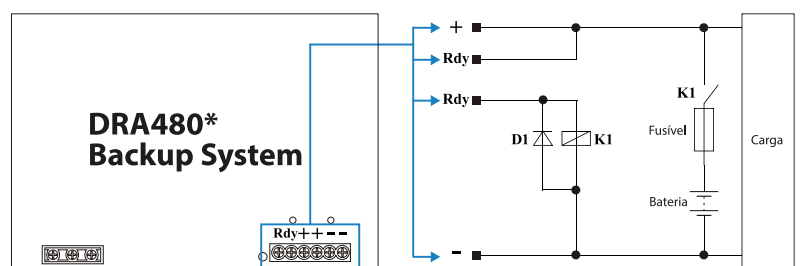 DRA480*
Backup System
Rdy + + - -
+
Rdy
Rdy
-
D1
K1
K1
Fusível
Bateria
Carga